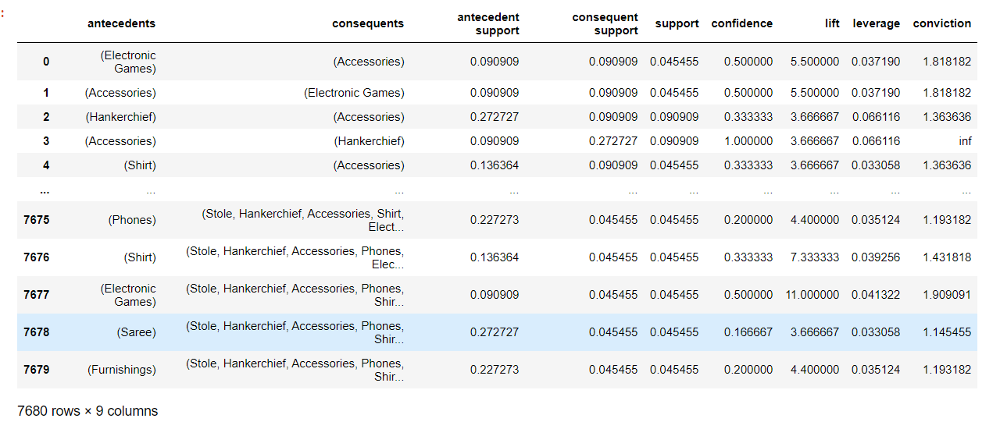 :
antecedents consequents antecedent support consequent support support confidence lift leverage conviction
0 (Electronic Games) (Accessories) 0.090909 0.090909 0.045455 0.500000 5.500000 0.037190 1.818182
1 (Accessories) (Electronic Games) 0.090909 0.090909 0.045455 0.500000 5.500000 0.037190 1.818182
2 (Hankerchief) (Accessories) 0.272727 0.090909 0.090909 0.333333 3.666667 0.066116 1.363636
3 (Accessories) (Hankerchief) 0.090909 0.272727 0.090909 1.000000 3.666667 0.066116 inf
4 (Shirt) (Accessories) 0.136364 0.090909 0.045455 0.333333 3.666667 0.033058 1.363636
... ... ... ... ... ... ... ... ... ...
7675 (Phones) (Stole, Hankerchief, Accessories, Shirt, Elect... 0.227273 0.045455 0.045455 0.200000 4.400000 0.035124 1.193182
7676 (Shirt) (Stole, Hankerchief, Accessories, Phones, Elec... 0.136364 0.045455 0.045455 0.333333 7.333333 0.039256 1.431818
7677 (Electronic Games) (Stole, Hankerchief, Accessories, Phones, Shir... 0.090909 0.045455 0.045455 0.500000 11.000000 0.041322 1.909091
7678 (Saree) (Stole, Hankerchief, Accessories, Phones, Shir... 0.272727 0.045455 0.045455 0.166667 3.666667 0.033058 1.145455
7679 (Furnishings) (Stole, Hankerchief, Accessories, Phones, Shir... 0.227273 0.045455 0.045455 0.200000 4.400000 0.035124 1.193182
7680 rows × 9 columns